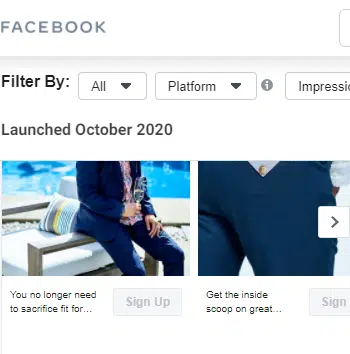 FACEBOOK
Filter By:
All
Platform
Impressi
Launched October 2020
You no longer need
to sacrifice fit for...
Sign Up
Get the inside
scoop on great...
Sign